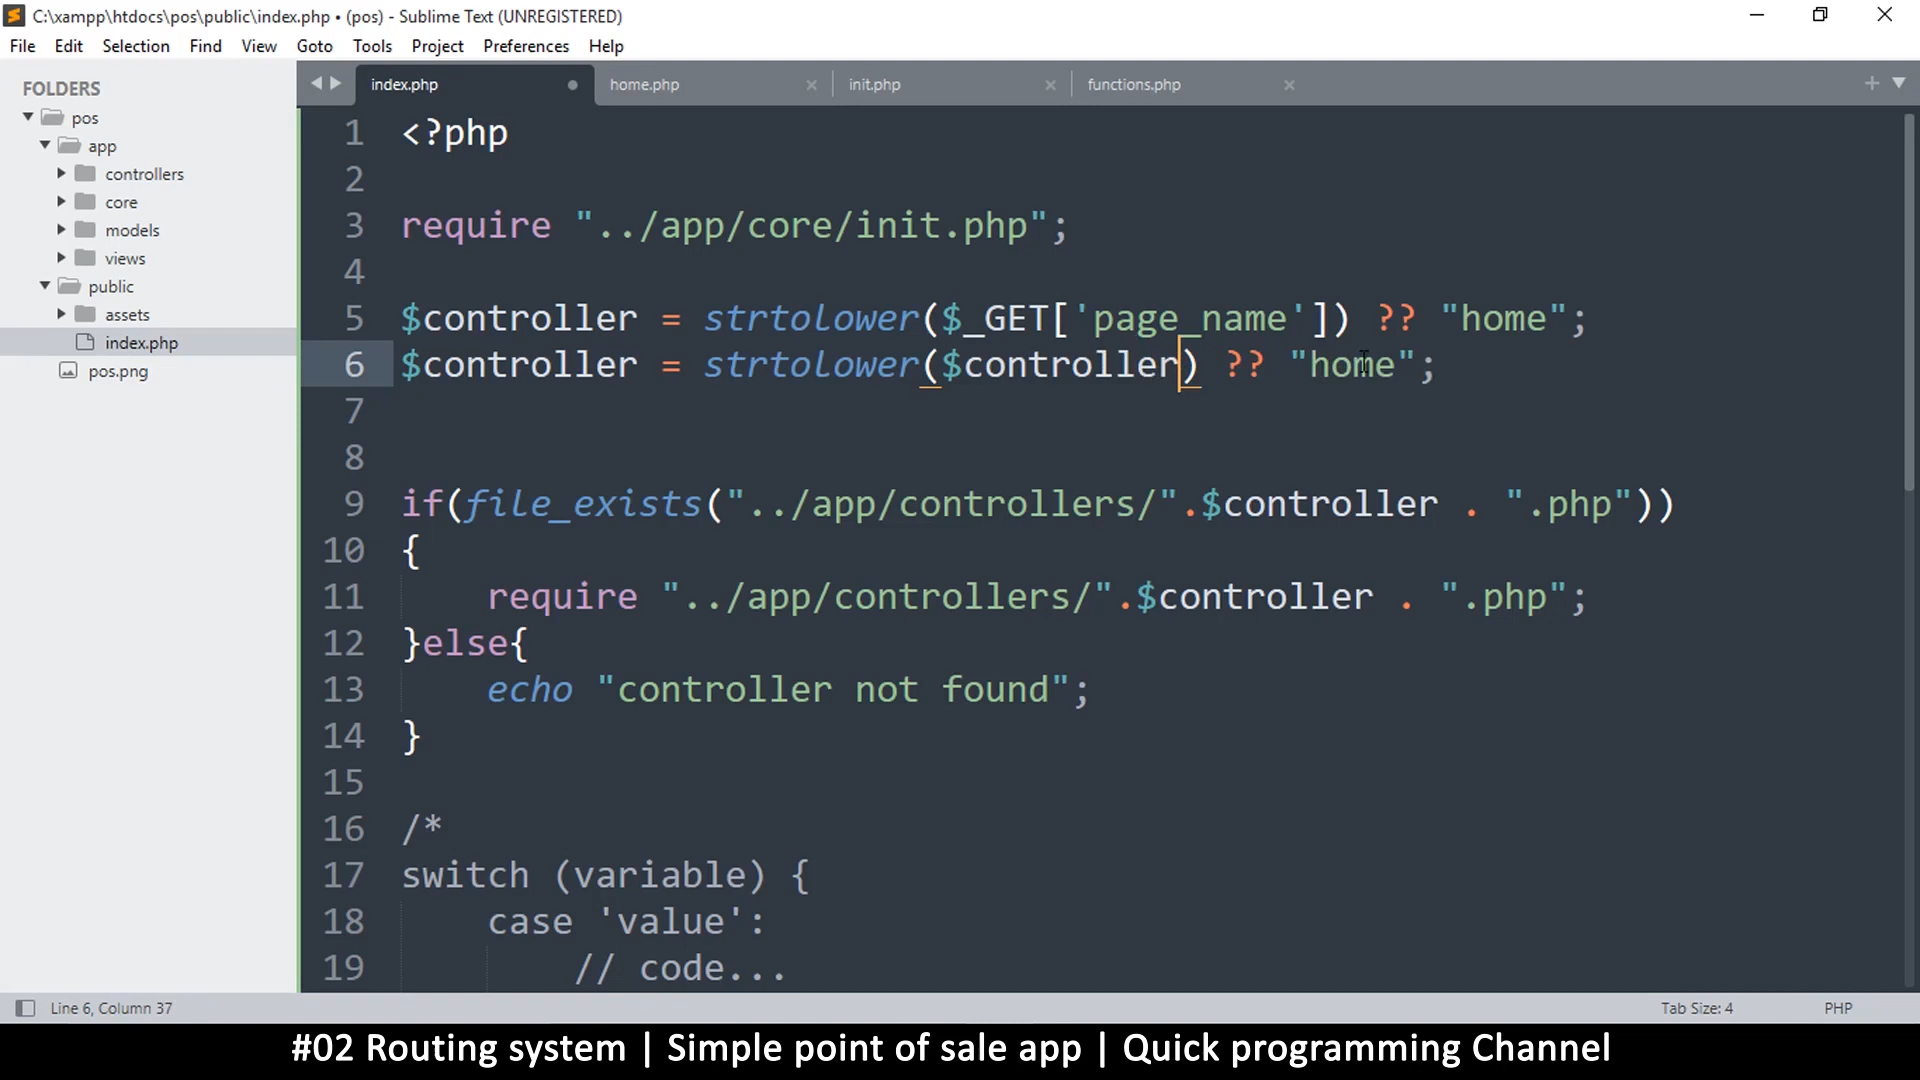 C:\xampp\htdocs\pos\public\index.php • (pos) - Sublime Text (UNREGISTERED)
File Edit Selection Find View Goto Tools Project Preferences Help
FOLDERS
pos
app
controllers
core
models
views
public
assets
index.php
pos.png
index.php home.php init.php functions.php
1 <?php
2
3 require "../app/core/init.php";
4
5 $controller = strtolower($_GET['page_name']) ?? "home";
6 $controller = strtolower($controller) ?? "home";
7
8
9 if(file_exists("../app/controllers/".$controller . ".php"))
10 {
11 require "../app/controllers/".$controller . ".php";
12 }else{
13 echo "controller not found";
14 }
15
16 /*
17 switch (variable) {
18 case 'value':
19 // code...
Line 6, Column 37 Tab Size: 4 PHP
#02 Routing system | Simple point of sale app | Quick programming Channel